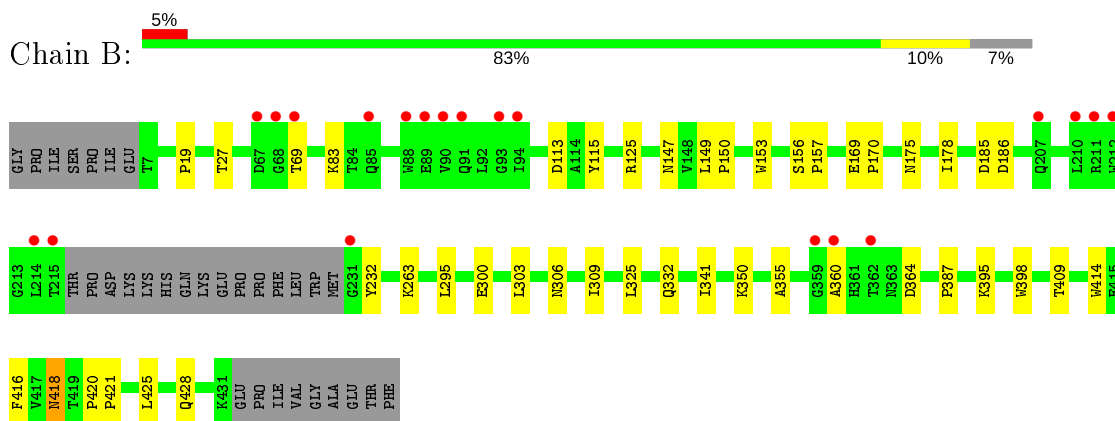 5%
Chain B:
83% 10% 7%
GLY PRO ILE SER PRO ILE GLU T7 P19 T27 D67 G68 T69 K83 T84 Q85 W88 E89 V90 Q91 L92 G93 I94 D113 A114 Y115 R125 N147 V148 L149 P150 W153 S156 P157 E169 P170 N175 I178 D185 D186 Q207 L210 R211 W212
G213 L214 T215 THR PRO ASP LYS LYS HIS GLN LYS GLU PRO PRO PHE LEU TRP MET G231 Y232 K263 L295 E300 L303 N306 I309 L325 Q332 I341 K350 A355 G359 A360 H361 T362 N363 D364 P387 K395 W398 T409 W414 E415
F416 V417 N418 T419 P420 P421 L425 Q428 K431 GLU PRO ILE VAL GLY ALA GLU THR PHE